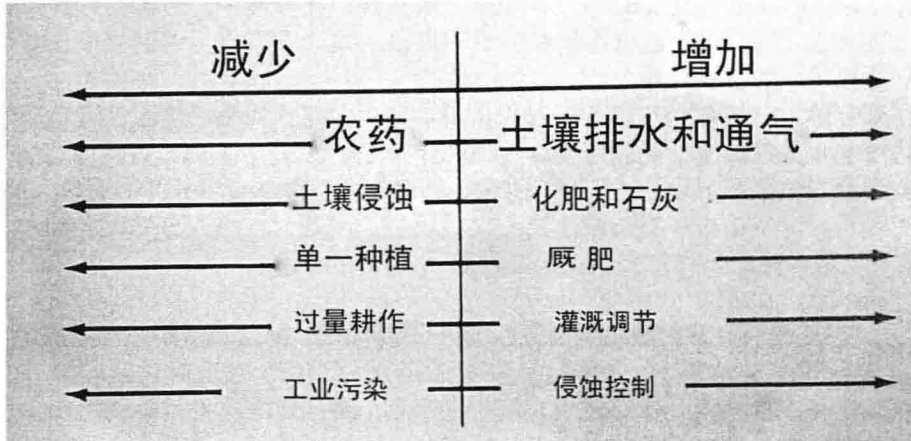 减少 增加
农药 土壤排水和通气
土壤侵蚀 化肥和石灰
单一种植 厩肥
过量耕作 灌溉调节
工业污染 侵蚀控制